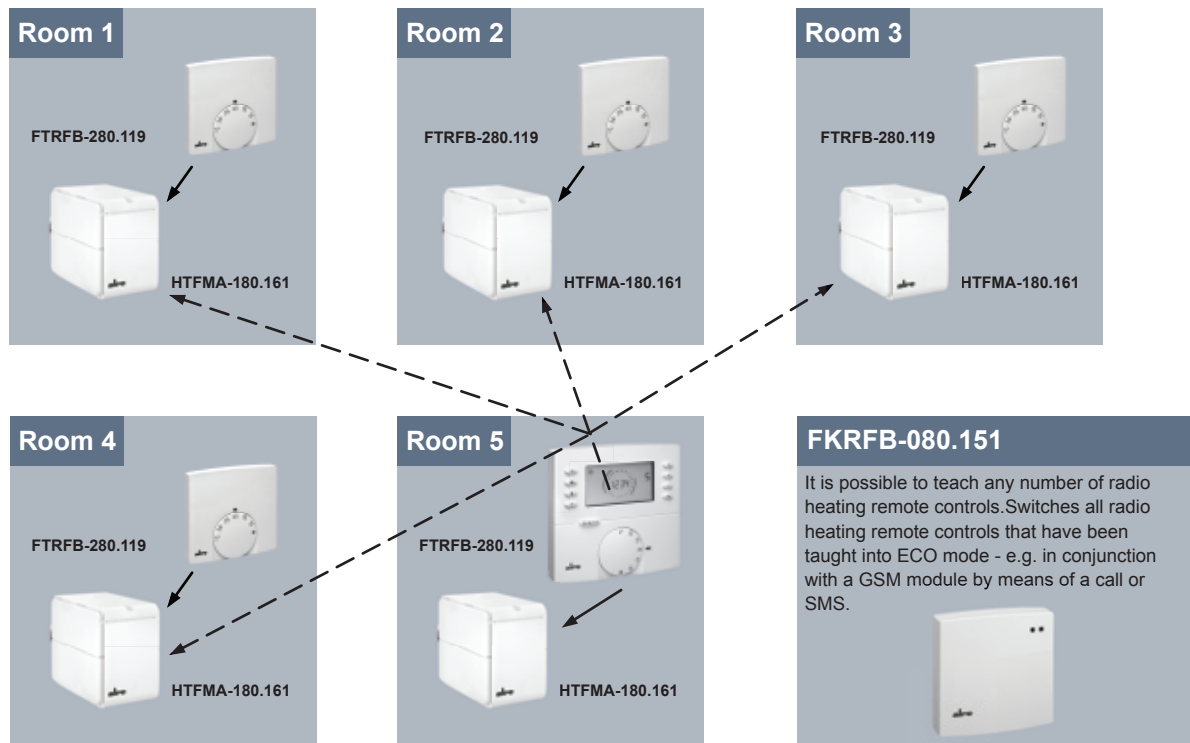 Room 1
FTRFB-280.119
HTFMA-180.161
Room 2
FTRFB-280.119
HTFMA-180.161
Room 3
FTRFB-280.119
HTFMA-180.161
Room 4
FTRFB-280.119
HTFMA-180.161
Room 5
FTRFB-280.119
HTFMA-180.161
FKRFB-080.151
It is possible to teach any number of radio
heating remote controls.Switches all radio
heating remote controls that have been
taught into ECO mode - e.g. in conjunction
with a GSM module by means of a call or
SMS.